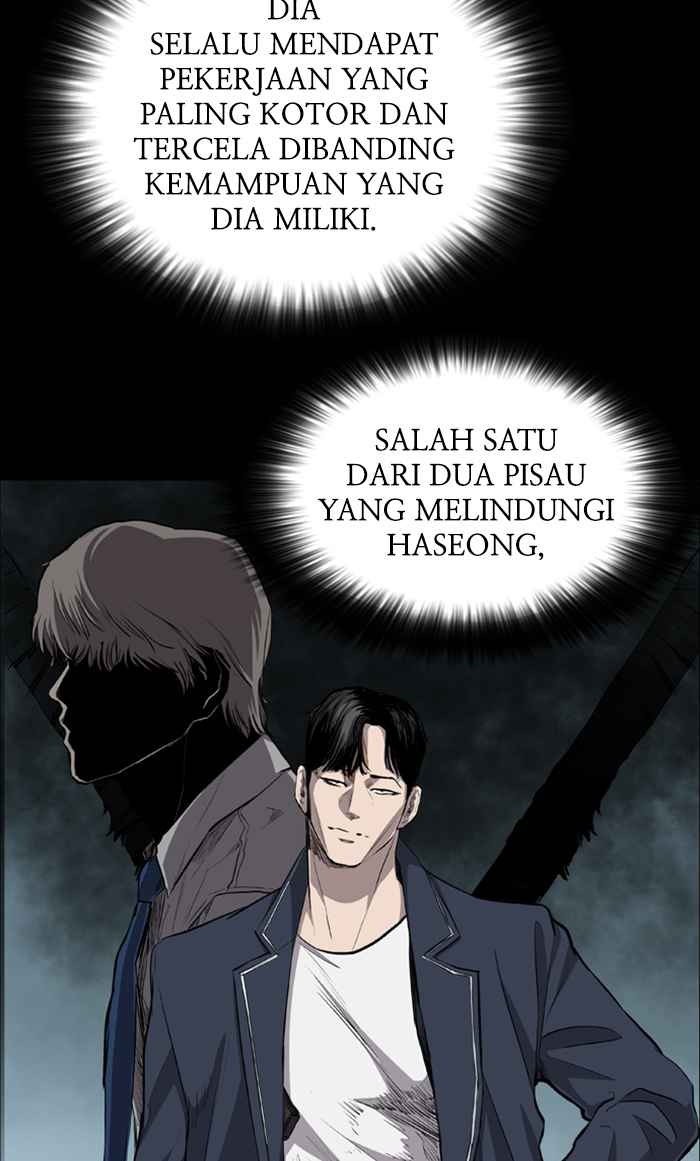 DIA
SELALU MENDAPAT
PEKERJAAN YANG
PALING KOTOR DAN
TERCELA DIBANDING
KEMAMPUAN YANG
DIA MILIKI.
SALAH SATU
DARI DUA PISAU
YANG MELINDUNGI
HASEONG,